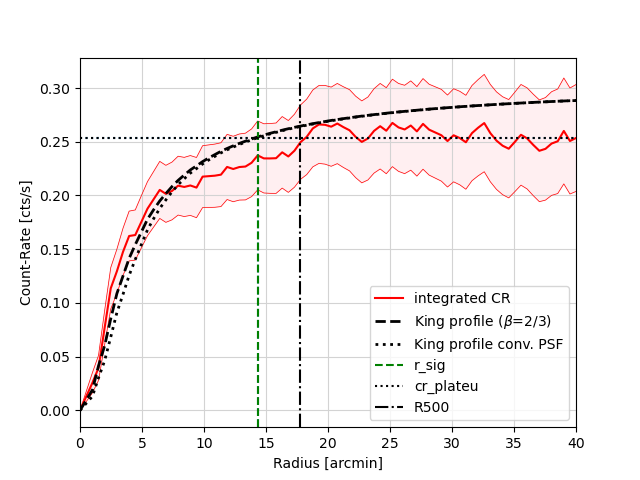 0.30
0.25
0.20
0.15
0.10
0.05
0.00
Count-Rate [cts/s]
integrated CR
King profile (β=2/3)
King profile conv. PSF
r_sig
cr_plateu
R500
0 5 10 15 20 25 30 35 40
Radius [arcmin]